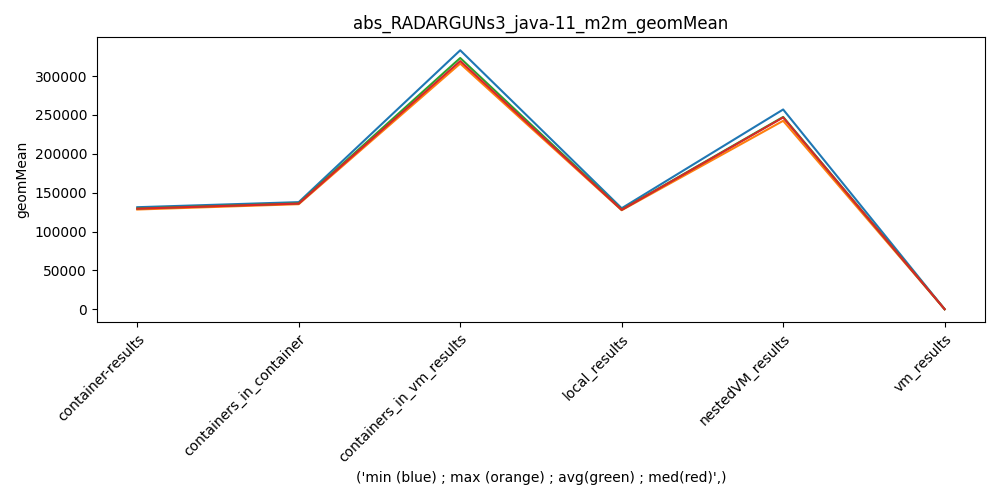 abs_RADARGUNs3_java-11_m2m_geomMean
300000
250000
200000
150000
100000
50000
0
geomMean
container-results
containers_in_container
containers_in_vm_results
local_results
nestedVM_results
vm_results
('min (blue) ; max (orange) ; avg(green) ; med(red)',)